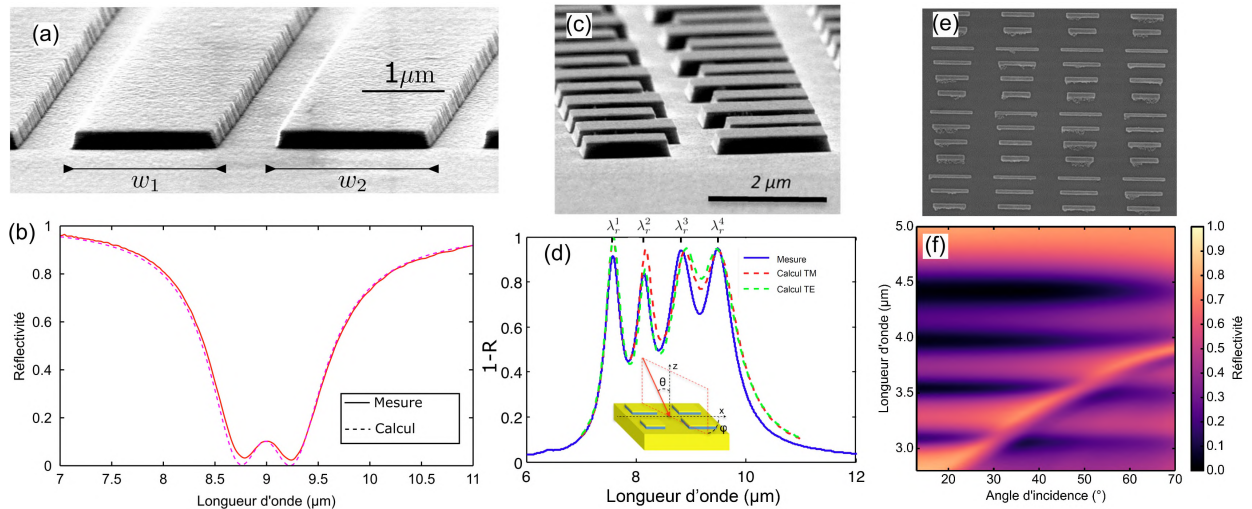 (a)
1μm
w₁
w₂
(b)
Réflectivité
1
0.8
0.6
0.4
0.2
0
Mesure
Calcul
7 7.5 8 8.5 9 9.5 10 10.5 11
Longueur d'onde (μm)
(c)
2 μm
(d)
λᵣ¹ λᵣ² λᵣ³ λᵣ⁴
1-R
1
0.8
0.6
0.4
0.2
0
Mesure
Calcul TM
Calcul TE
z
θ
x
φ
6 8 10 12
Longueur d'onde (μm)
(e)
(f)
Longueur d'onde (μm)
5.0
4.5
4.0
3.5
3.0
20 30 40 50 60 70
Angle d'incidence (°)
1.0
0.9
0.8
0.7
0.6
0.5
0.4
0.3
0.2
0.1
0.0
Réflectivité